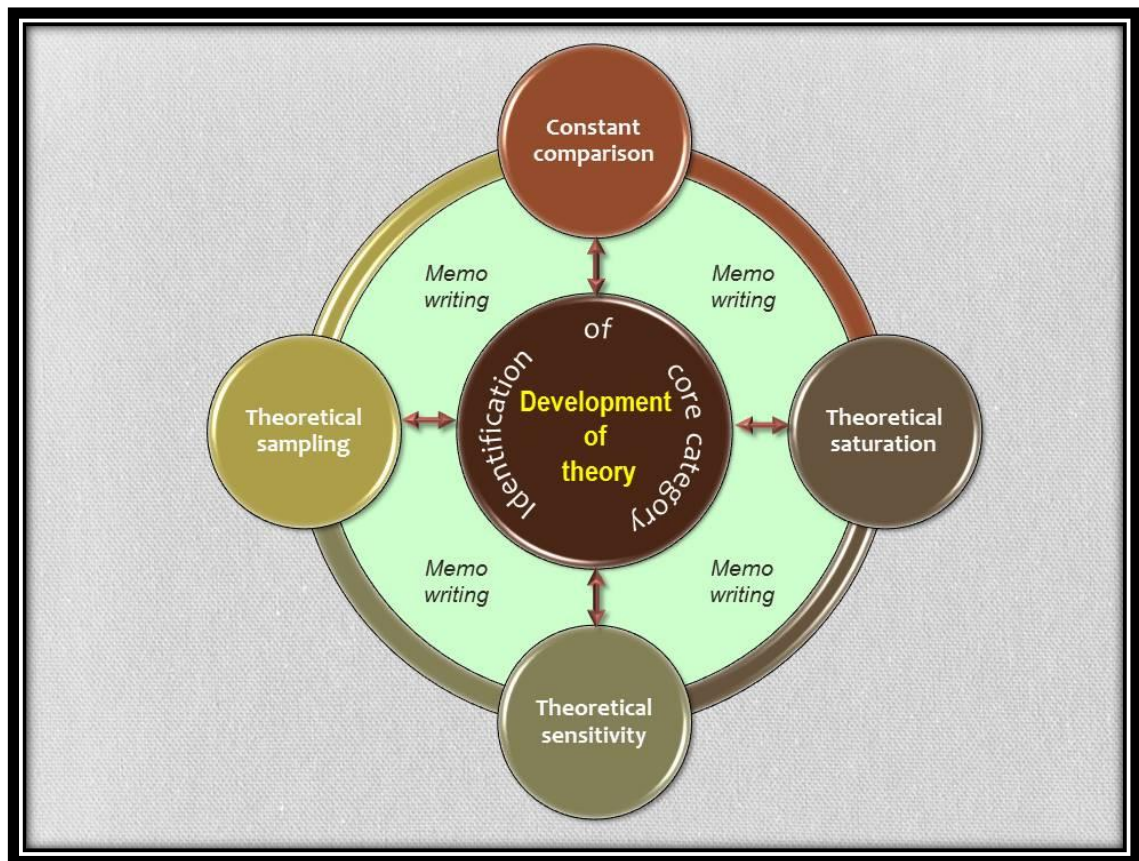 Constant
comparison
Memo
writing
Memo
writing
Identification of core category
Development
of
theory
Theoretical
sampling
Theoretical
saturation
Memo
writing
Memo
writing
Theoretical
sensitivity